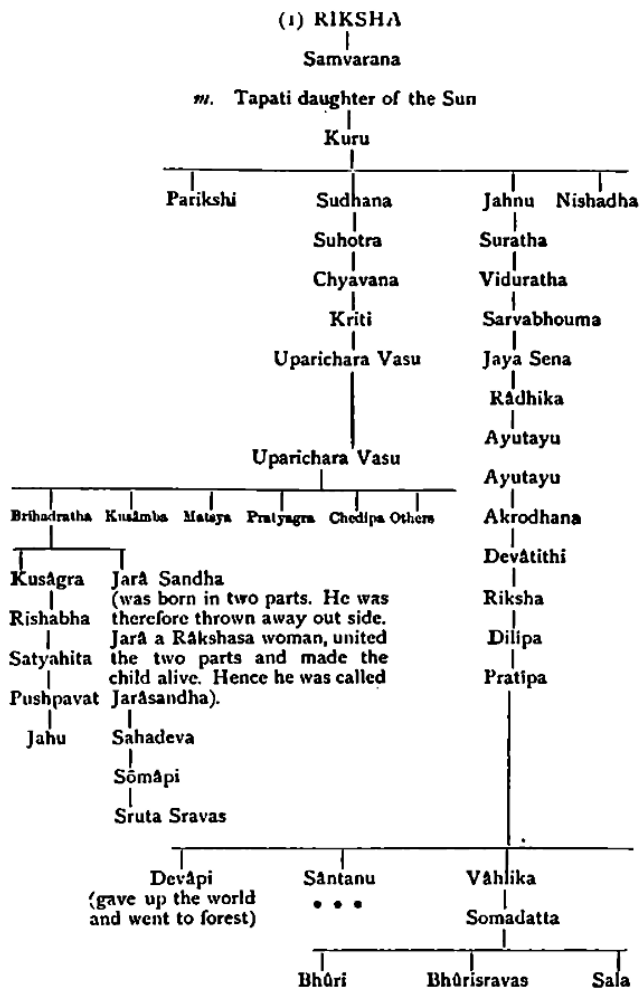 (1) RIKSHA
Samvarana
m. Tapati daughter of the Sun
Kuru
Parikshi Sudhana Jahnu Nishadha
Suhotra Suratha
Chyavana Viduratha
Kriti Sarvabhouma
Uparichara Vasu Jaya Sena
Râdhika
Ayutayu
Uparichara Vasu
Ayutayu
Brihadratha Kusâmba Matsya Pratyagra Chedipa Others Akrodhana
Devâtithi
Kusâgra Jarâ Sandha
(was born in two parts. He was Riksha
Rishabha therefore thrown away out side.
Jarâ a Râkshasa woman, united Dilipa
Satyahita the two parts and made the
child alive. Hence he was called Pratipa
Pushpavat Jarâsandha).
Jahu Sahadeva
Sōmâpi
Sruta Sravas
Devâpi Sântanu Vâhlika
(gave up the world • • •
and went to forest) Somadatta
Bhûri Bhûrisravas Sala